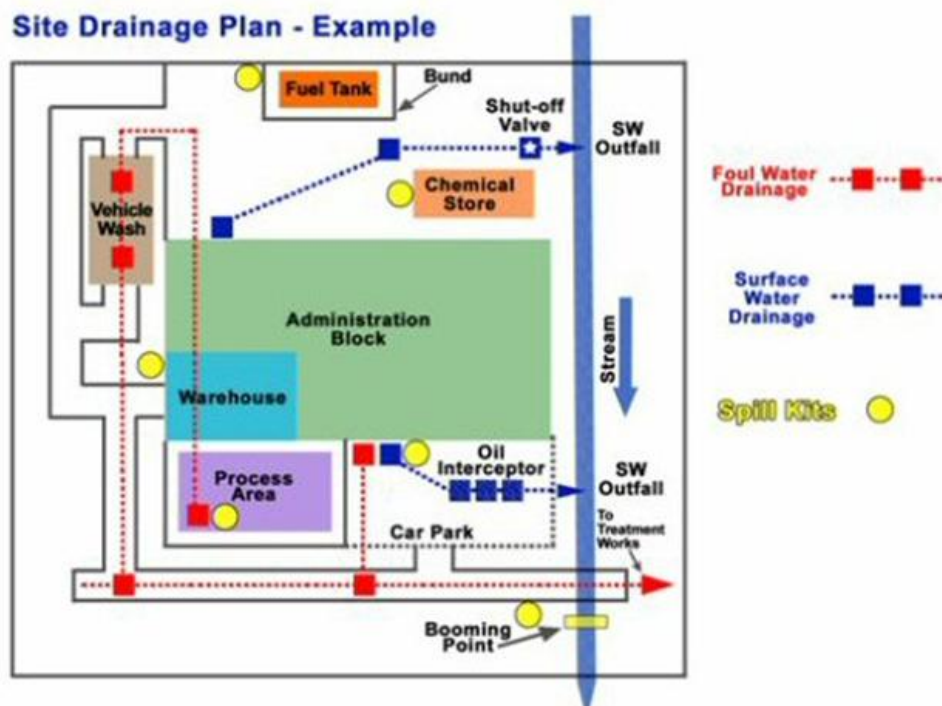 Site Drainage Plan - Example
Fuel Tank
Bund
Shut-off
Valve
SW
Outfall
Chemical
Store
Vehicle
Wash
Administration
Block
Stream
Warehouse
Process
Area
Oil
Interceptor
SW
Outfall
To
Treatment
Works
Car Park
Booming
Point
Foul Water
Drainage
Surface
Water
Drainage
Spill Kits